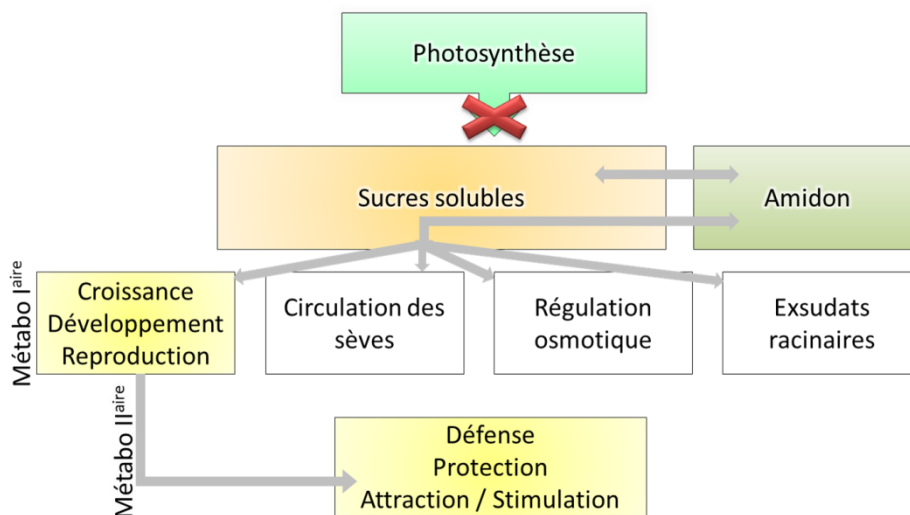 Photosynthèse
Sucres solubles
Amidon
Métabo Iaire
Croissance
Développement
Reproduction
Circulation des
sèves
Régulation
osmotique
Exsudats
racinaires
Métabo IIaire
Défense
Protection
Attraction / Stimulation